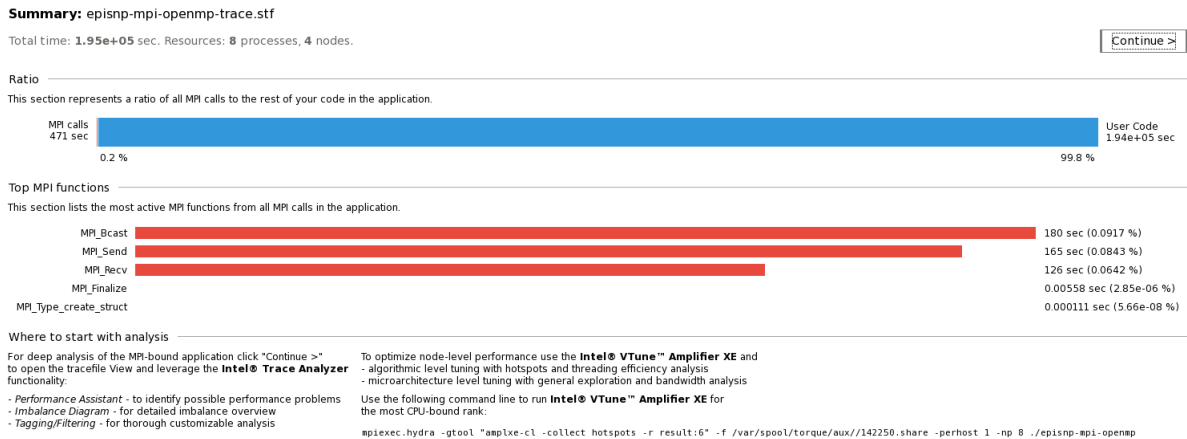 Summary: episnp-mpi-openmp-trace.stf
Total time: 1.95e+05 sec. Resources: 8 processes, 4 nodes.
Continue >
Ratio
This section represents a ratio of all MPI calls to the rest of your code in the application.
MPI calls
471 sec
User Code
1.94e+05 sec
0.2 %
99.8 %
Top MPI functions
This section lists the most active MPI functions from all MPI calls in the application.
MPI_Bcast 180 sec (0.0917 %)
MPI_Send 165 sec (0.0843 %)
MPI_Recv 126 sec (0.0642 %)
MPI_Finalize 0.00558 sec (2.85e-06 %)
MPI_Type_create_struct 0.000111 sec (5.66e-08 %)
Where to start with analysis
For deep analysis of the MPI-bound application click "Continue >"
to open the tracefile View and leverage the Intel® Trace Analyzer
functionality:
- Performance Assistant - to identify possible performance problems
- Imbalance Diagram - for detailed imbalance overview
- Tagging/Filtering - for thorough customizable analysis
To optimize node-level performance use the Intel® VTune™ Amplifier XE and
- algorithmic level tuning with hotspots and threading efficiency analysis
- microarchitecture level tuning with general exploration and bandwidth analysis
Use the following command line to run Intel® VTune™ Amplifier XE for
the most CPU-bound rank:
mpiexec.hydra -gtool "amplxe-cl -collect hotspots -r result:6" -f /var/spool/torque/aux//142250.share -perhost 1 -np 8 ./episnp-mpi-openmp